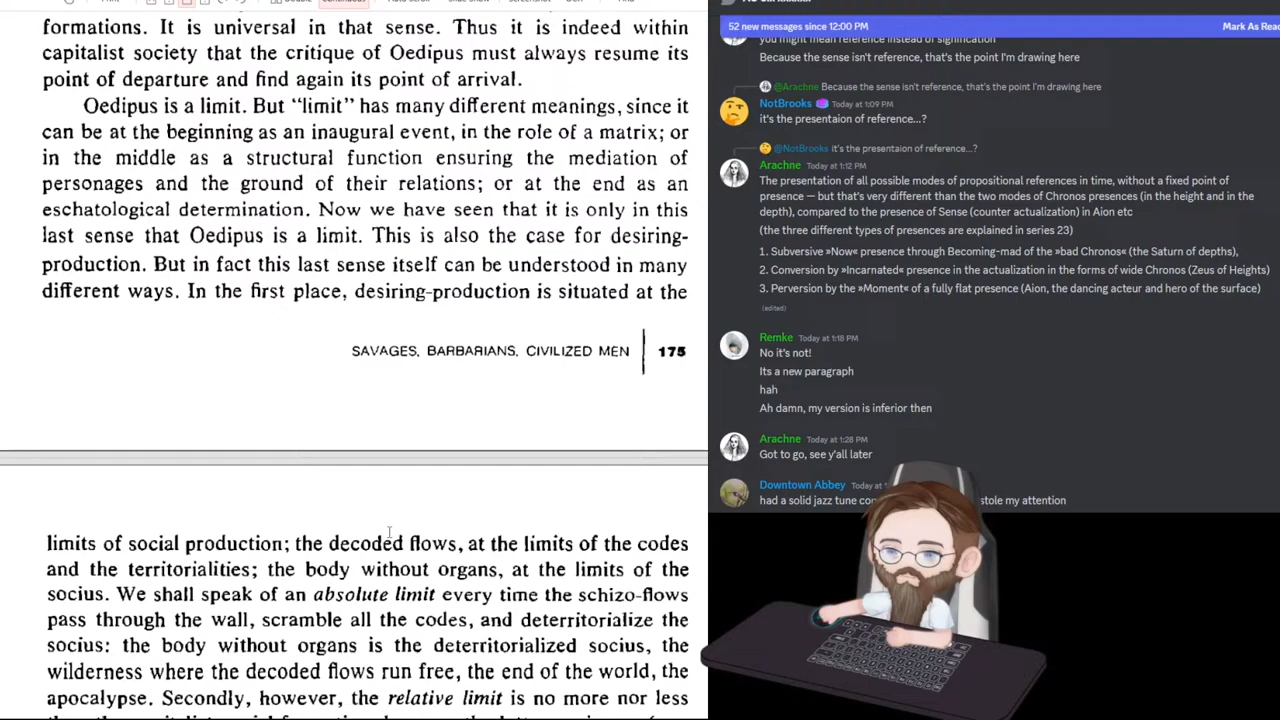 formations. It is universal in that sense. Thus it is indeed within
capitalist society that the critique of Oedipus must always resume its
point of departure and find again its point of arrival.
Oedipus is a limit. But "limit" has many different meanings, since it
can be at the beginning as an inaugural event, in the role of a matrix; or
in the middle as a structural function ensuring the mediation of
personages and the ground of their relations; or at the end as an
eschatological determination. Now we have seen that it is only in this
last sense that Oedipus is a limit. This is also the case for desiring-
production. But in fact this last sense itself can be understood in many
different ways. In the first place, desiring-production is situated at the
SAVAGES, BARBARIANS, CIVILIZED MEN 175
limits of social production; the decoded flows, at the limits of the codes
and the territorialities; the body without organs, at the limits of the
socius. We shall speak of an absolute limit every time the schizo-flows
pass through the wall, scramble all the codes, and deterritorialize the
socius: the body without organs is the deterritorialized socius, the
wilderness where the decoded flows run free, the end of the world, the
apocalypse. Secondly, however, the relative limit is no more nor less
52 new messages since 12:00 PM Mark As Rea
you might mean reference instead of signification
Because the sense isn't reference, that's the point I'm drawing here
@Arachne Because the sense isn't reference, that's the point I'm drawing here
NotBrooks Today at 1:09 PM
it's the presentaion of reference...?
@NotBrooks it's the presentaion of reference...?
Arachne Today at 1:12 PM
The presentation of all possible modes of propositional references in time, without a fixed point of
presence — but that's very different than the two modes of Chronos presences (in the height and in the
depth), compared to the presence of Sense (counter actualization) in Aion etc
(the three different types of presences are explained in series 23)
1. Subversive »Now« presence through Becoming-mad of the »bad Chronos« (the Saturn of depths),
2. Conversion by »Incarnated« presence in the actualization in the forms of wide Chronos (Zeus of Heights)
3. Perversion by the »Moment« of a fully flat presence (Aion, the dancing acteur and hero of the surface)
(edited)
Remke Today at 1:18 PM
No it's not!
Its a new paragraph
hah
Ah damn, my version is inferior then
Arachne Today at 1:28 PM
Got to go, see y'all later
Downtown Abbey Today at
had a solid jazz tune stole my attention